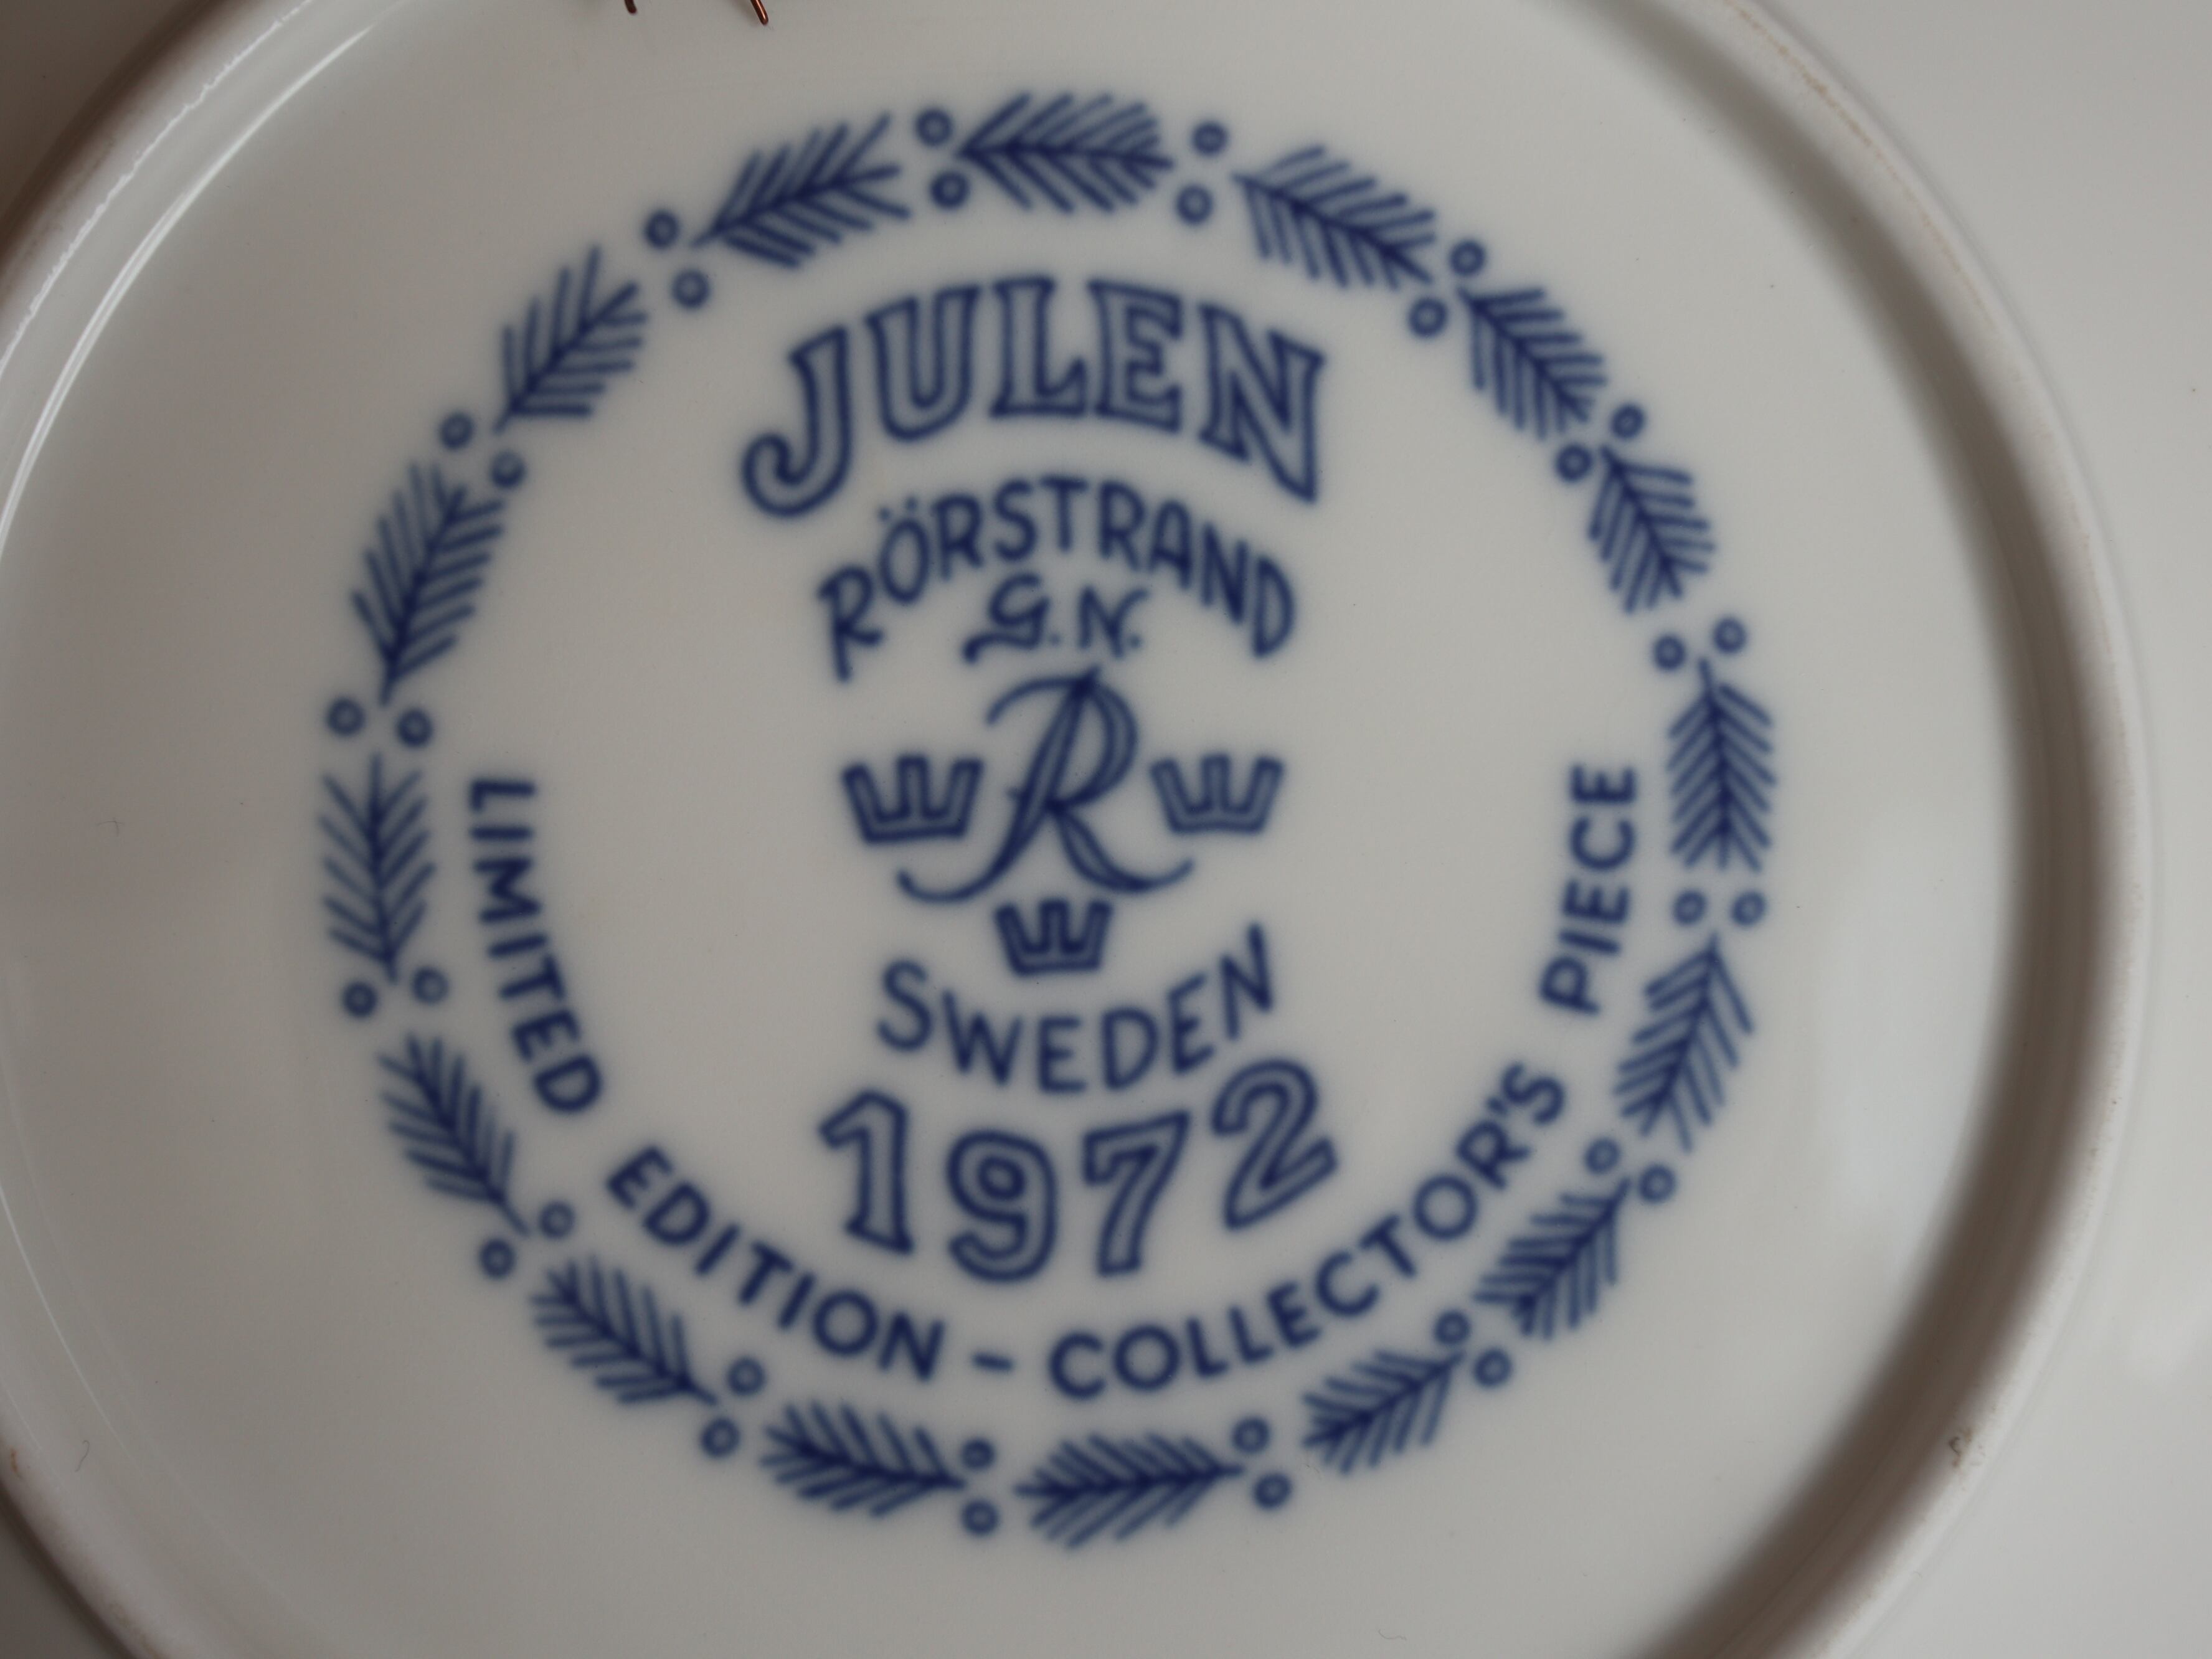 JULEN
RÖRSTRAND
G.N.
R
SWEDEN
1972
LIMITED EDITION - COLLECTOR'S PIECE